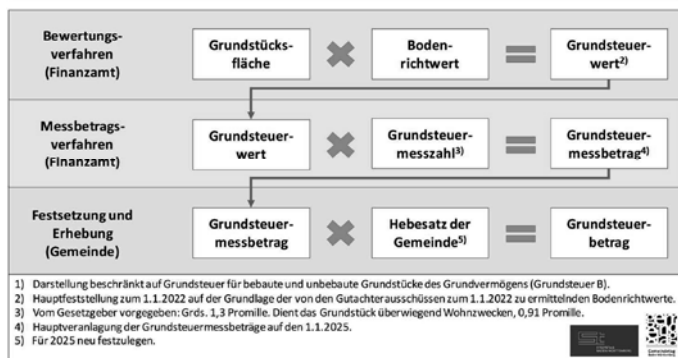 Bewertungs-
verfahren
(Finanzamt)
Grundstücks-
fläche
Boden-
richtwert
Grundsteuer-
wert2)
Messbetrags-
verfahren
(Finanzamt)
Grundsteuer-
wert
Grundsteuer-
messzahl3)
Grundsteuer-
messbetrag4)
Festsetzung und
Erhebung
(Gemeinde)
Grundsteuer-
messbetrag
Hebesatz der
Gemeinde5)
Grundsteuer-
betrag
1) Darstellung beschränkt auf Grundsteuer für bebaute und unbebaute Grundstücke des Grundvermögens (Grundsteuer B).
2) Hauptfeststellung zum 1.1.2022 auf der Grundlage der von den Gutachterausschüssen zum 1.1.2022 zu ermittelnden Bodenrichtwerte.
3) Vom Gesetzgeber vorgegeben: Grds. 1,3 Promille. Dient das Grundstück überwiegend Wohnzwecken, 0,91 Promille.
4) Hauptveranlagung der Grundsteuermessbeträge auf den 1.1.2025.
5) Für 2025 neu festzulegen.